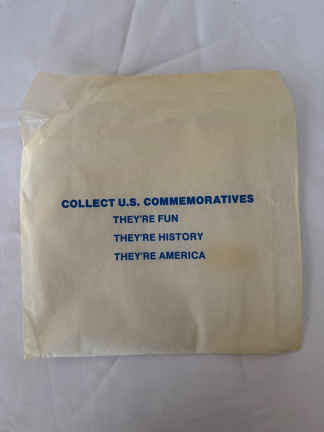 COLLECT U.S. COMMEMORATIVES
THEY'RE FUN
THEY'RE HISTORY
THEY'RE AMERICA